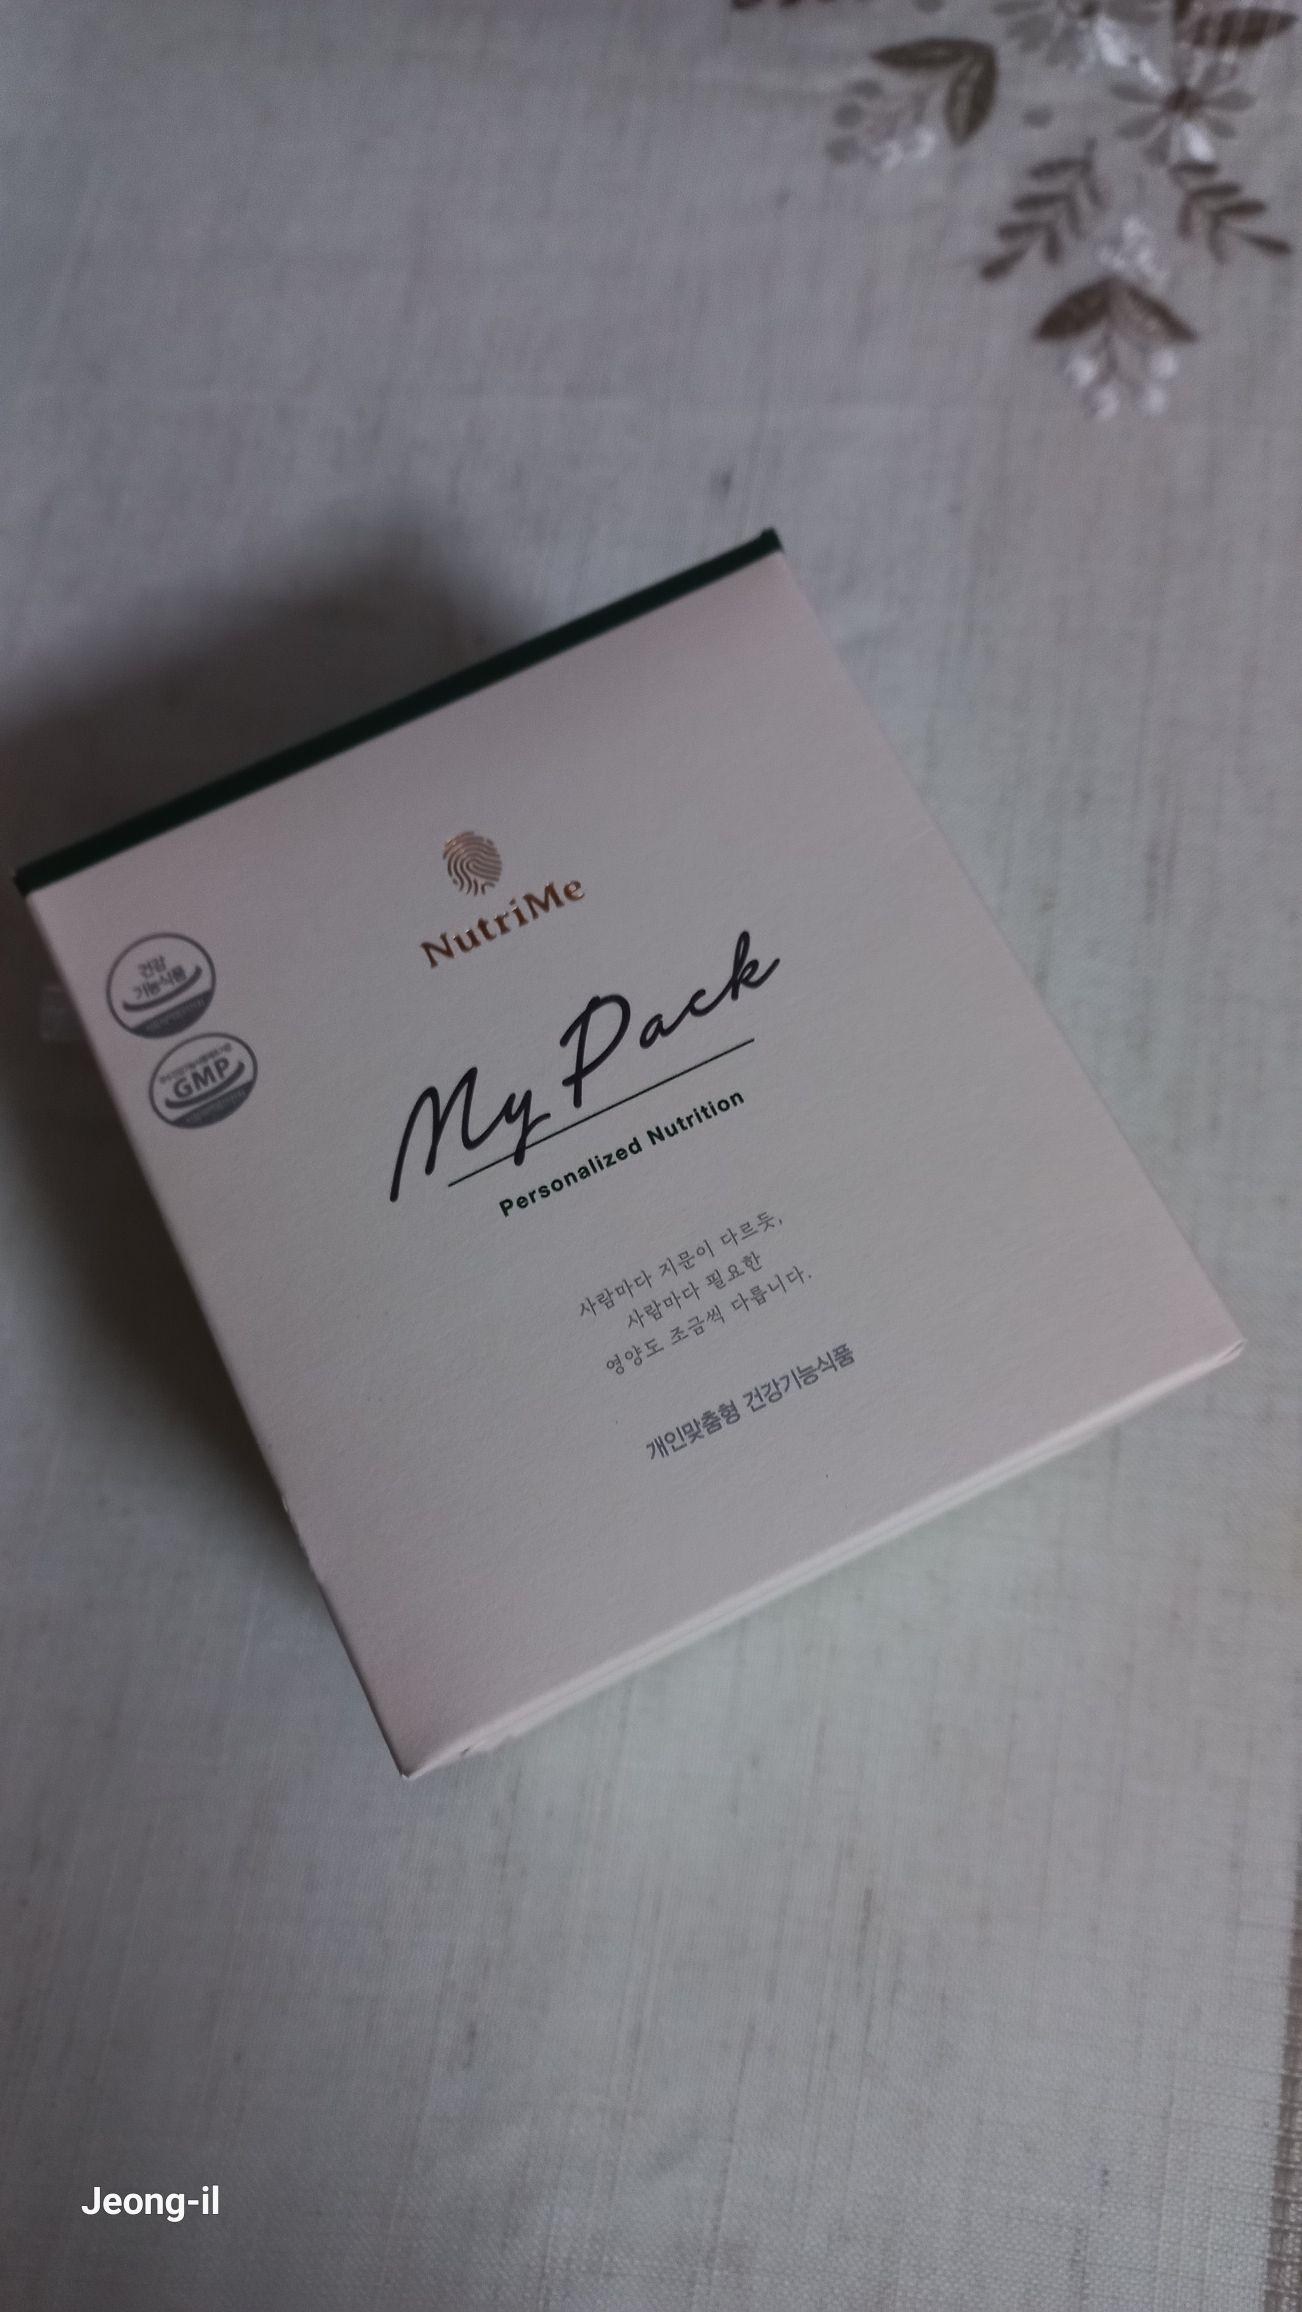 NutriMe
My Pack
Personalized Nutrition
사람마다 지문이 다르듯,
사람마다 필요한
영양도 조금씩 다릅니다.
개인맞춤형 건강기능식품
건강
기능식품
GMP
Jeong-il